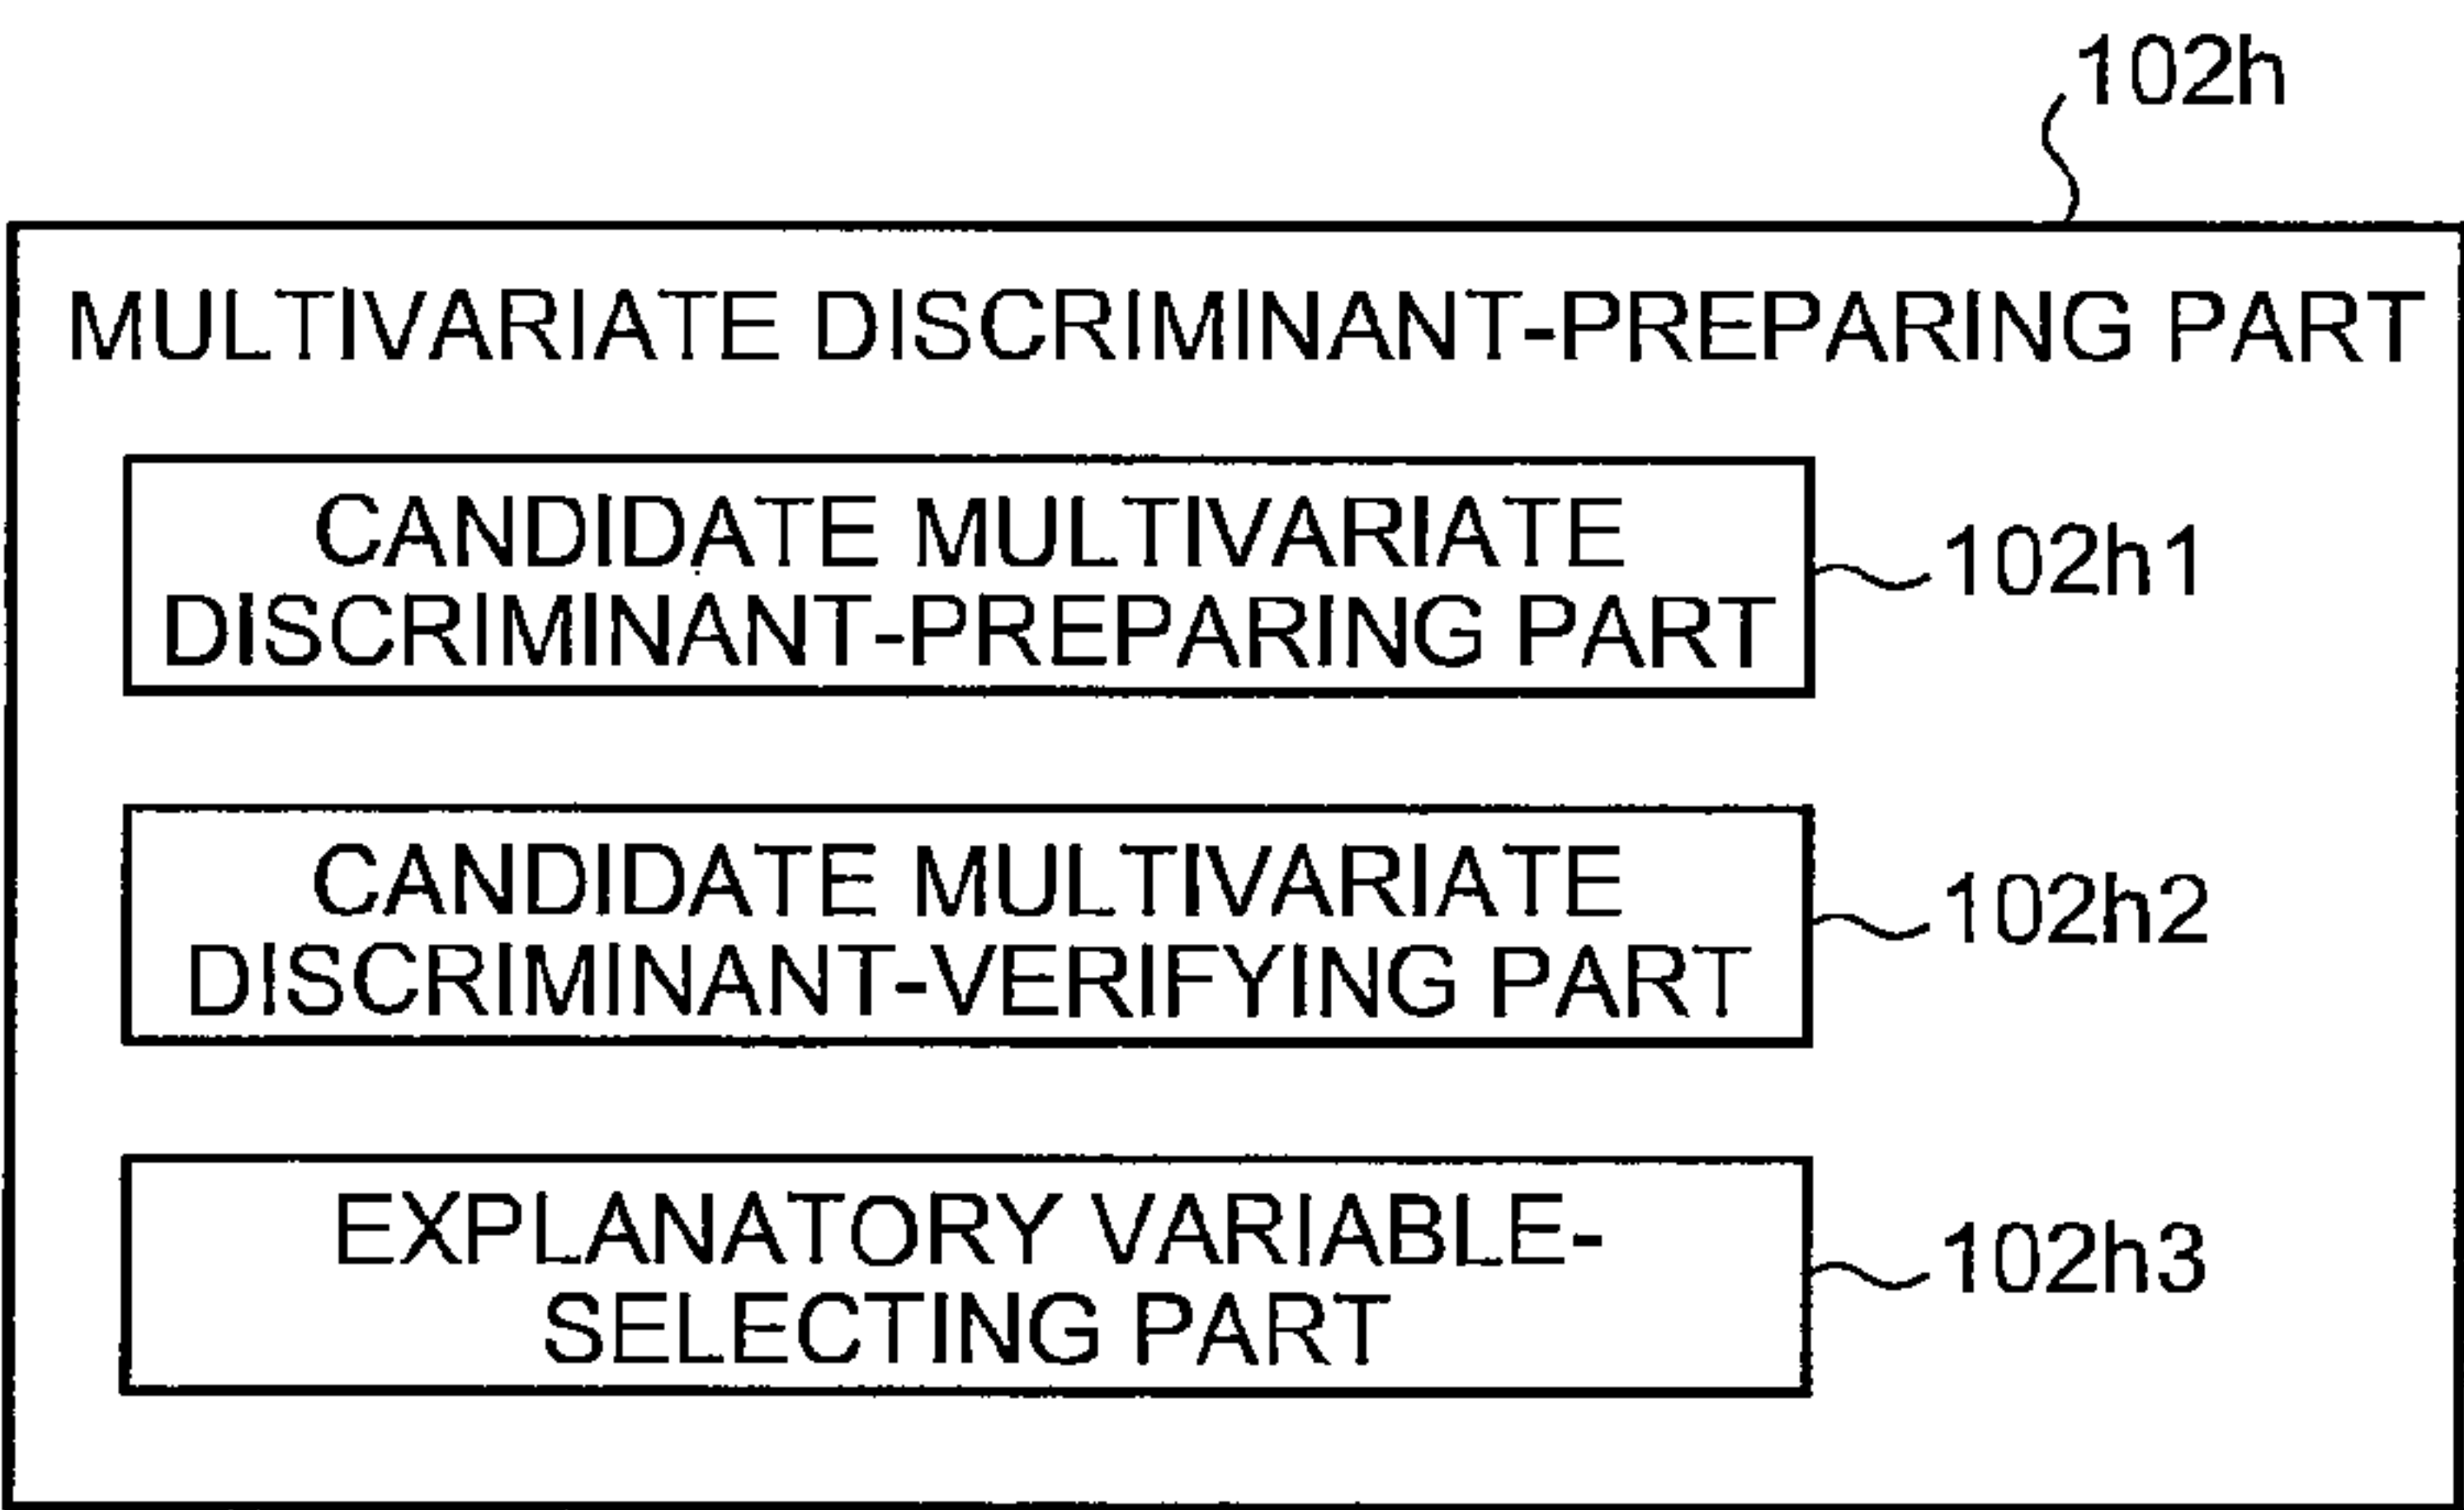 102h
MULTIVARIATE DISCRIMINANT-PREPARING PART
CANDIDATE MULTIVARIATE
DISCRIMINANT-PREPARING PART
102h1
CANDIDATE MULTIVARIATE
DISCRIMINANT-VERIFYING PART
102h2
EXPLANATORY VARIABLE-
SELECTING PART
102h3